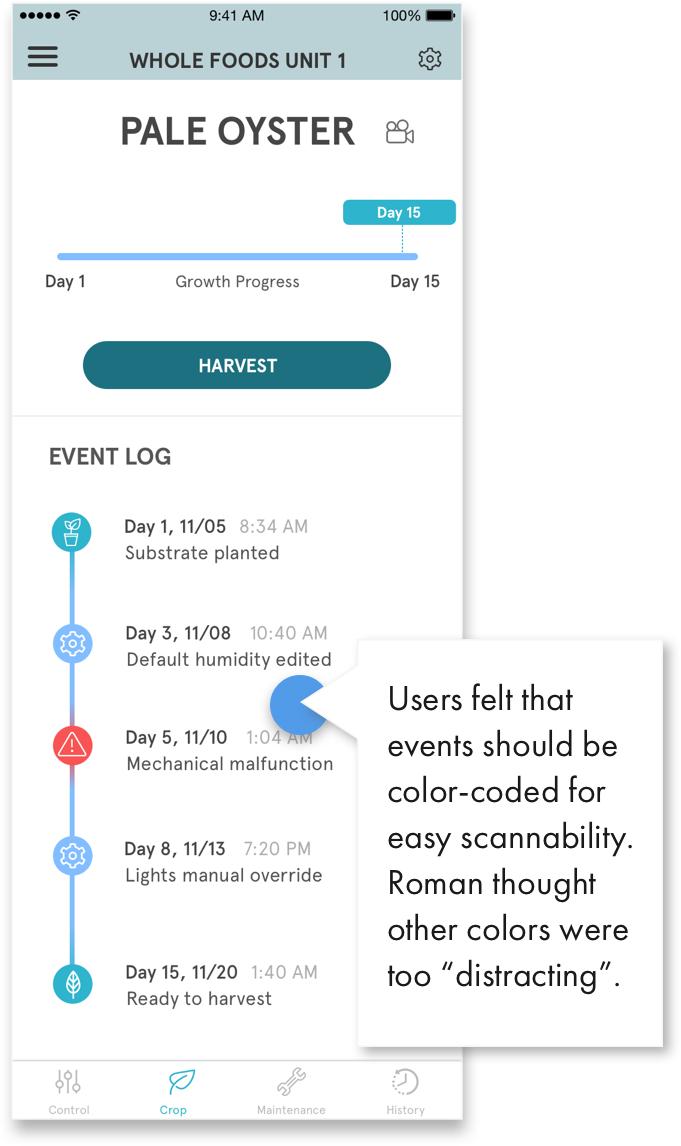 9:41 AM 100%
WHOLE FOODS UNIT 1
PALE OYSTER
Day 15
Day 1 Growth Progress Day 15
HARVEST
EVENT LOG
Day 1, 11/05 8:34 AM
Substrate planted
Day 3, 11/08 10:40 AM
Default humidity edited
Day 5, 11/10 1:04 AM
Mechanical malfunction
Day 8, 11/13 7:20 PM
Lights manual override
Day 15, 11/20 1:40 AM
Ready to harvest
Users felt that
events should be
color-coded for
easy scannability.
Roman thought
other colors were
too “distracting”.
Control Crop Maintenance History